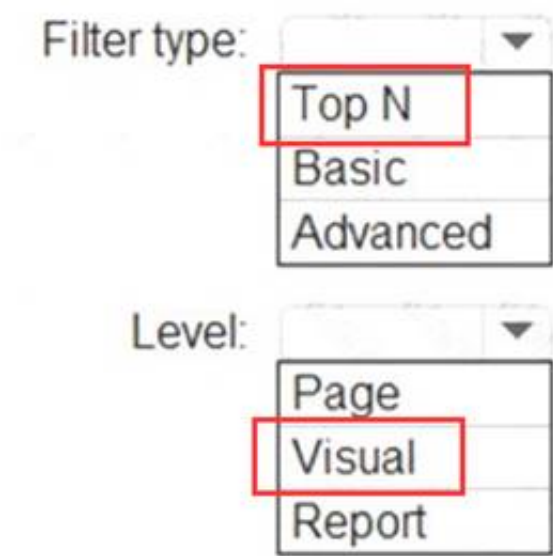 Filter type:
Top N
Basic
Advanced
Level:
Page
Visual
Report